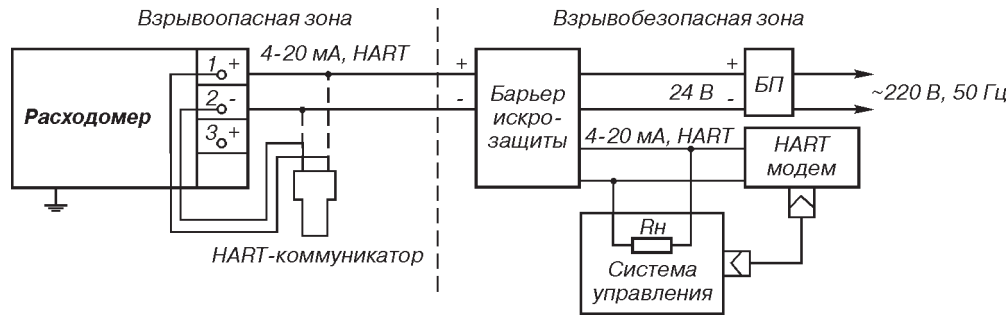 Взрывоопасная зона
Взрывобезопасная зона
4-20 мА, HART
1 +
2 -
3 +
Расходомер
+
-
Барьер
искро-
защиты
+
24 В
-
БП
~220 В, 50 Гц
4-20 мА, HART
HART
модем
HART-коммуникатор
Rн
Система
управления